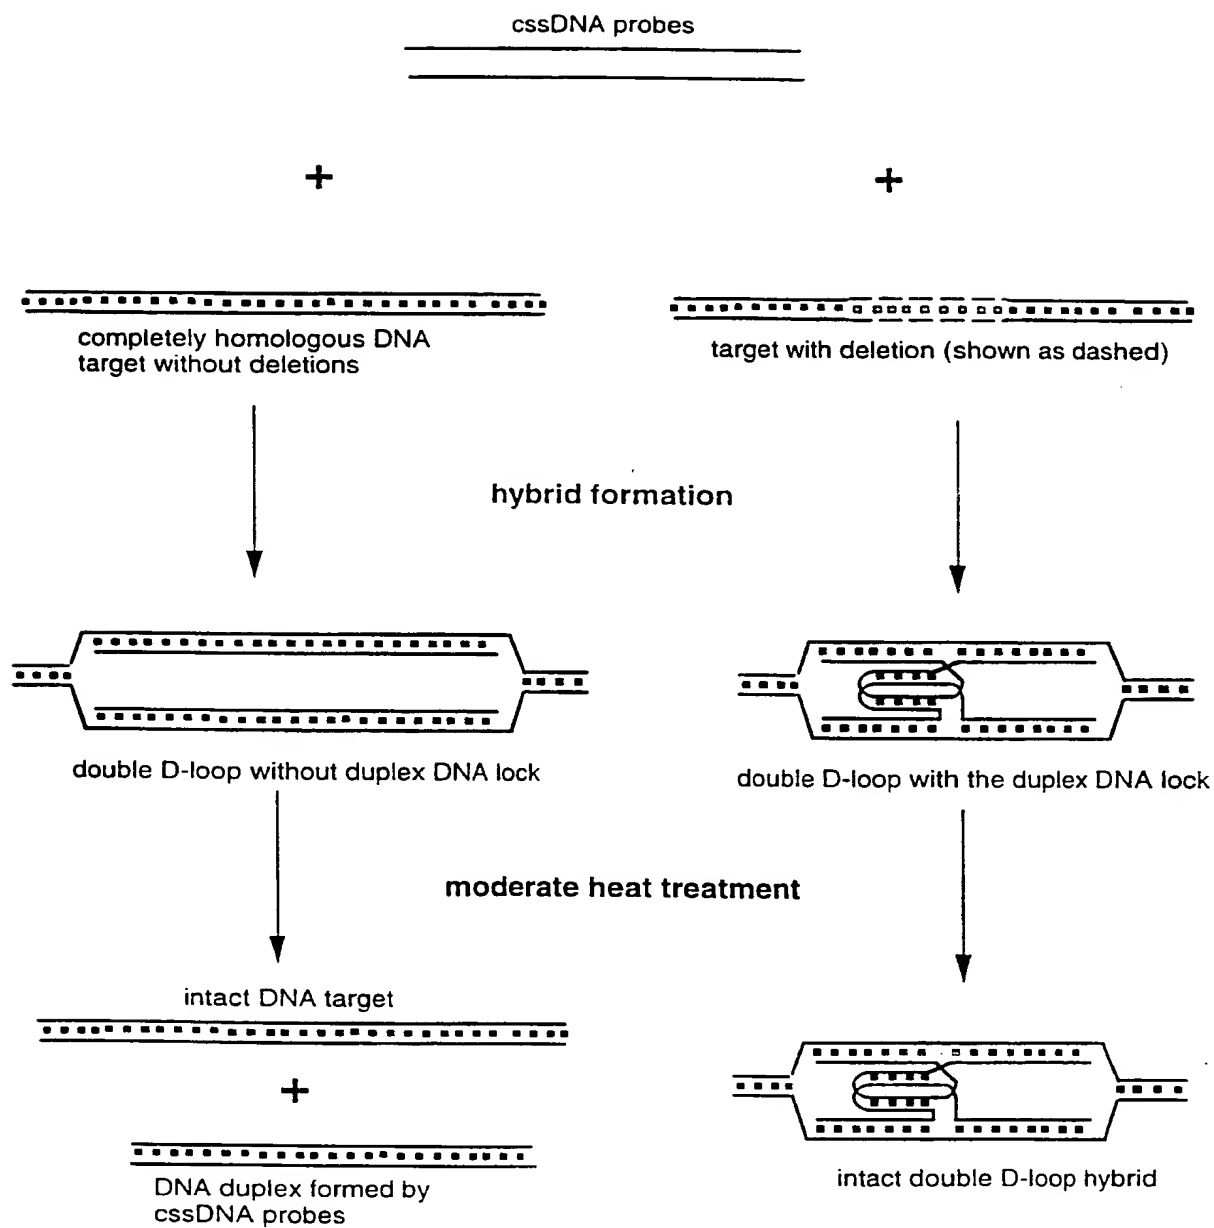 cssDNA probes
+
+
completely homologous DNA
target without deletions
target with deletion (shown as dashed)
hybrid formation
double D-loop without duplex DNA lock
double D-loop with the duplex DNA lock
moderate heat treatment
intact DNA target
+
DNA duplex formed by
cssDNA probes
intact double D-loop hybrid